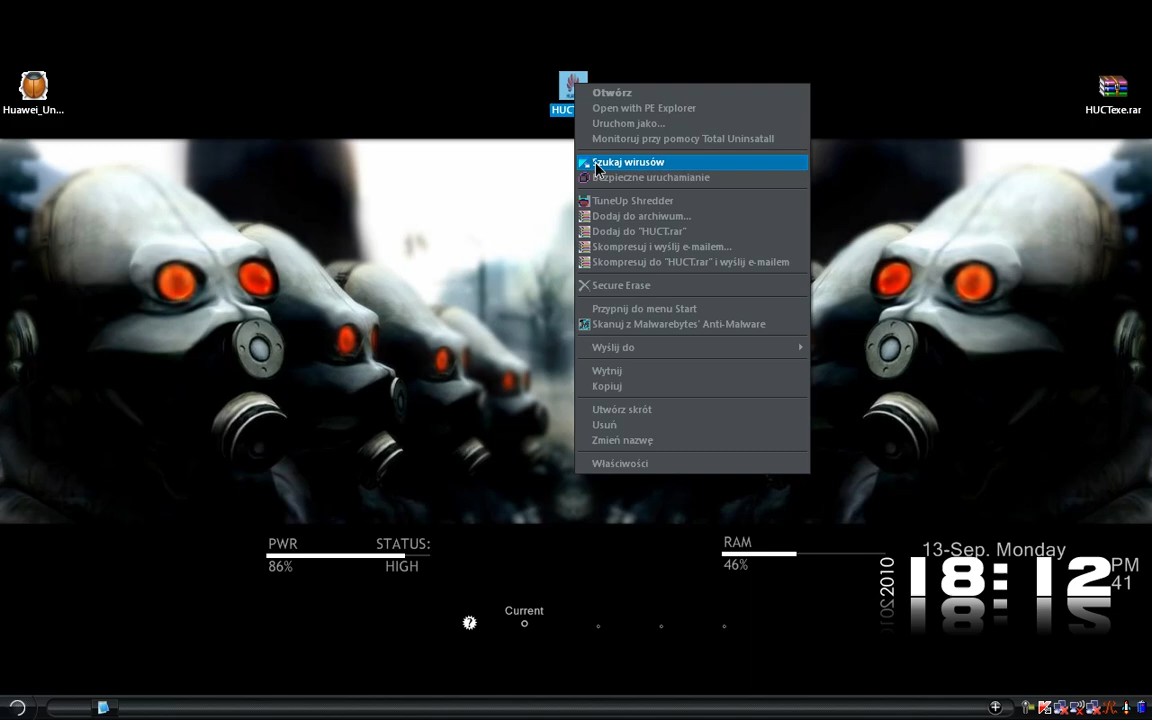 Huawei_Un...
HUCT
HUCTexe.rar
Otwórz
Open with PE Explorer
Uruchom jako...
Monitoruj przy pomocy Total Uninsatall
Szukaj wirusów
Bezpieczne uruchamianie
TuneUp Shredder
Dodaj do archiwum...
Dodaj do "HUCT.rar"
Skompresuj i wyślij e-mailem...
Skompresuj do "HUCT.rar" i wyślij e-mailem
Secure Erase
Przypnij do menu Start
Skanuj z Malwarebytes' Anti-Malware
Wyślij do
Wytnij
Kopiuj
Utwórz skrót
Usuń
Zmień nazwę
Właściwości
PWR STATUS:
86% HIGH
RAM
46%
13-Sep. Monday
2010 18:12 PM 41
Current